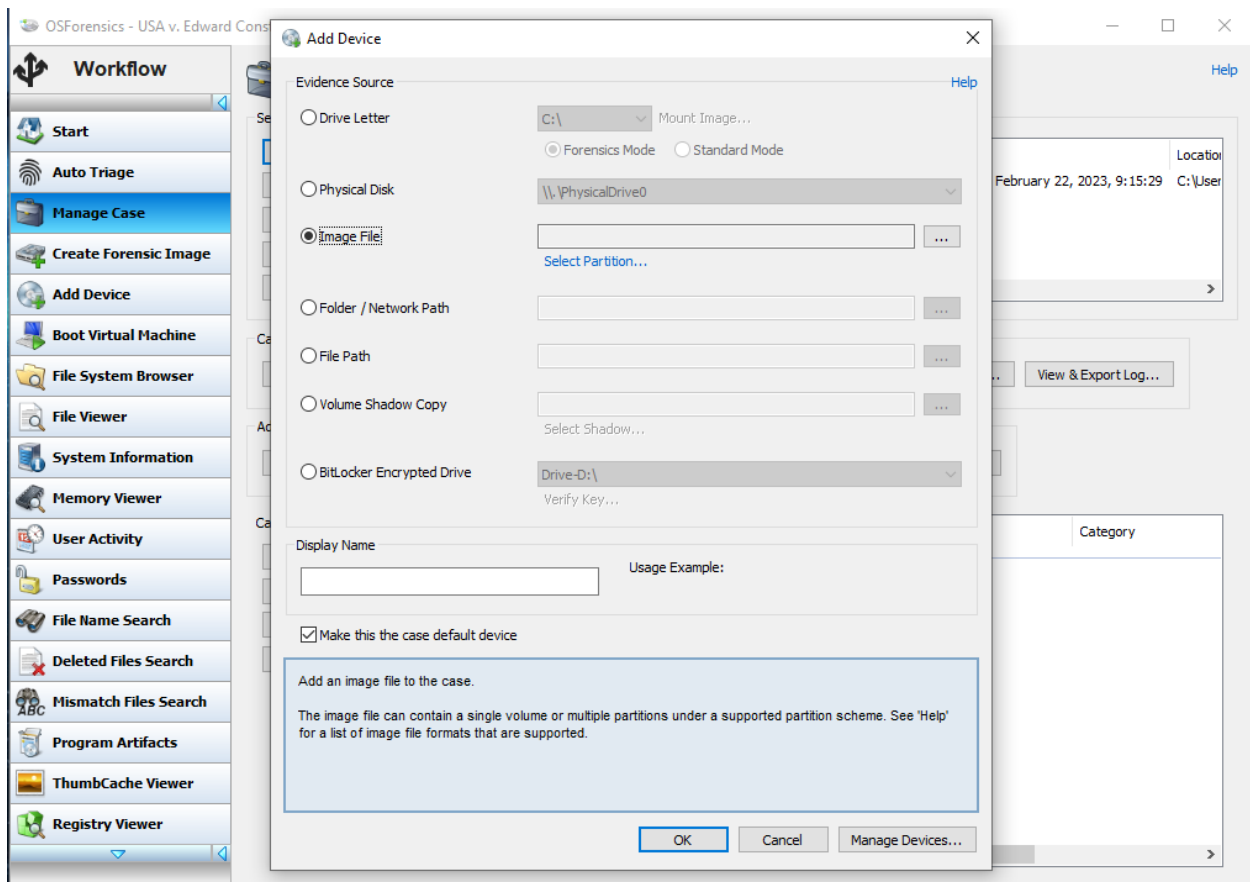 OSForensics - USA v. Edward Cons
Workflow
Start
Auto Triage
Manage Case
Create Forensic Image
Add Device
Boot Virtual Machine
File System Browser
File Viewer
System Information
Memory Viewer
User Activity
Passwords
File Name Search
Deleted Files Search
Mismatch Files Search
Program Artifacts
ThumbCache Viewer
Registry Viewer
Se
Ca
Ad
Ca
Add Device
Evidence Source
Help
Drive Letter
C:\
Mount Image...
Forensics Mode
Standard Mode
Physical Disk
\\.\PhysicalDrive0
Image File
...
Select Partition...
Folder / Network Path
...
File Path
...
Volume Shadow Copy
...
Select Shadow...
BitLocker Encrypted Drive
Drive-D:\
Verify Key...
Display Name
Usage Example:
Make this the case default device
Add an image file to the case.
The image file can contain a single volume or multiple partitions under a supported partition scheme. See 'Help'
for a list of image file formats that are supported.
OK
Cancel
Manage Devices...
Help
Location
February 22, 2023, 9:15:29
C:\User
..
View & Export Log...
Category